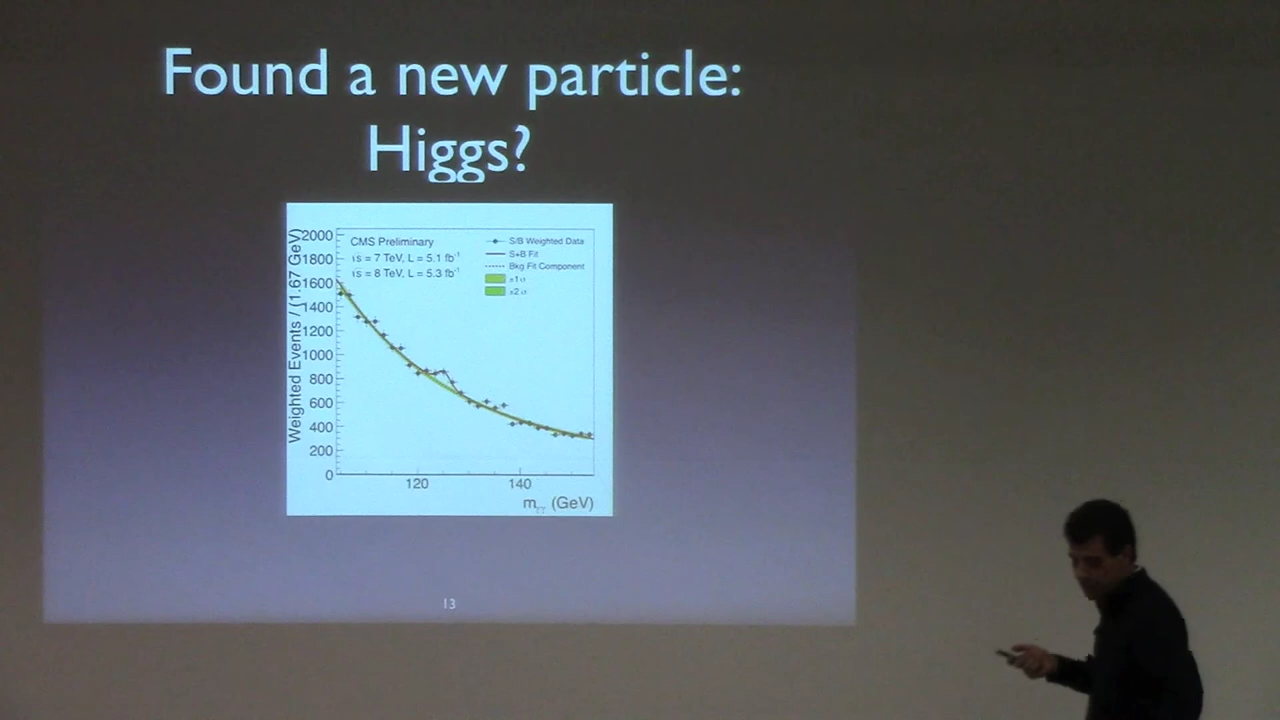 Found a new particle:
Higgs?
CMS Preliminary
√s = 7 TeV, L = 5.1 fb⁻¹
√s = 8 TeV, L = 5.3 fb⁻¹
S/B Weighted Data
S+B Fit
Bkg Fit Component
±1 σ
±2 σ
Weighted Events / (1.67 GeV)
2000
1800
1600
1400
1200
1000
800
600
400
200
0
120 140
mγγ (GeV)
13